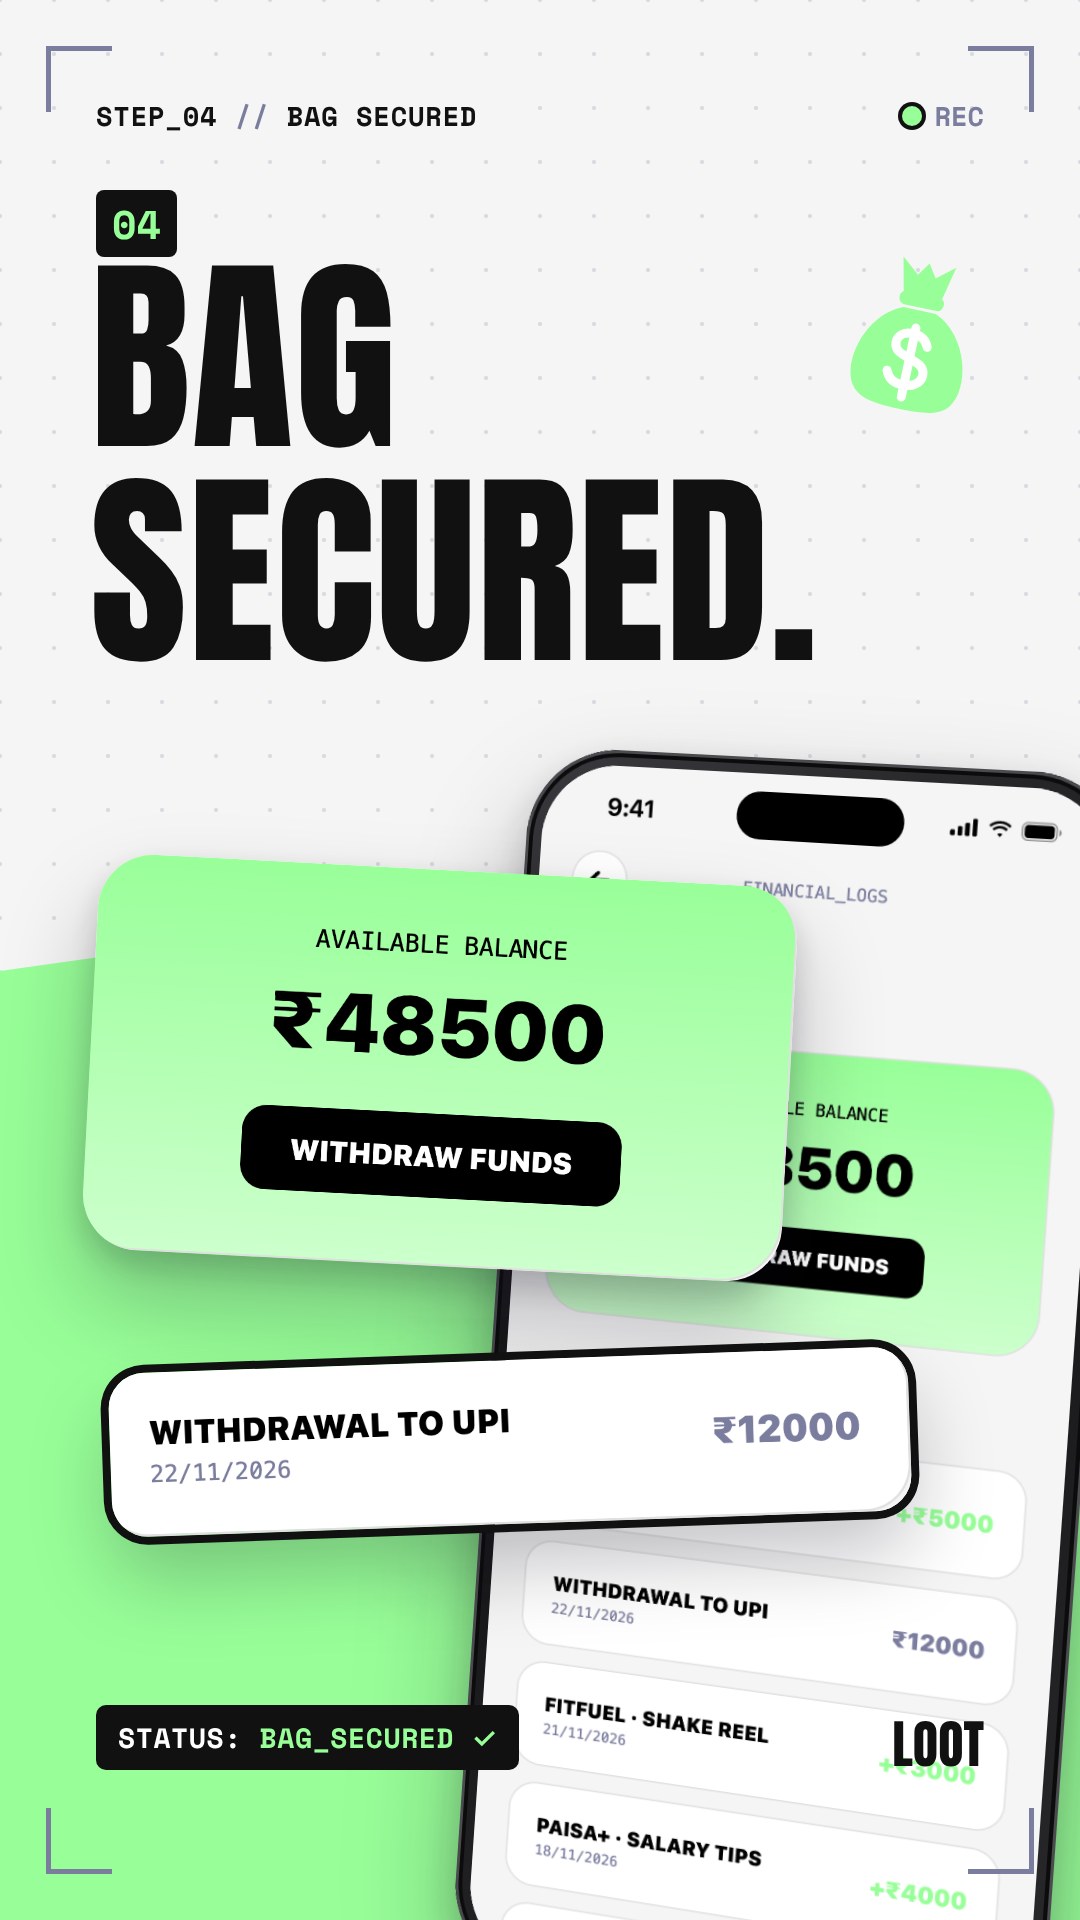 STEP_04 // BAG SECURED
REC
04
BAG
SECURED.
$
9:41
FINANCIAL_LOGS
AVAILABLE BALANCE
₹48500
WITHDRAW FUNDS
BALANCE
500
FUNDS
WITHDRAWAL TO UPI
22/11/2026
₹12000
+₹5000
WITHDRAWAL TO UPI
22/11/2026
₹12000
FITFUEL · SHAKE REEL
21/11/2026
+₹3000
LOOT
STATUS: BAG_SECURED ✓
PAISA+ · SALARY TIPS
18/11/2026
+₹4000